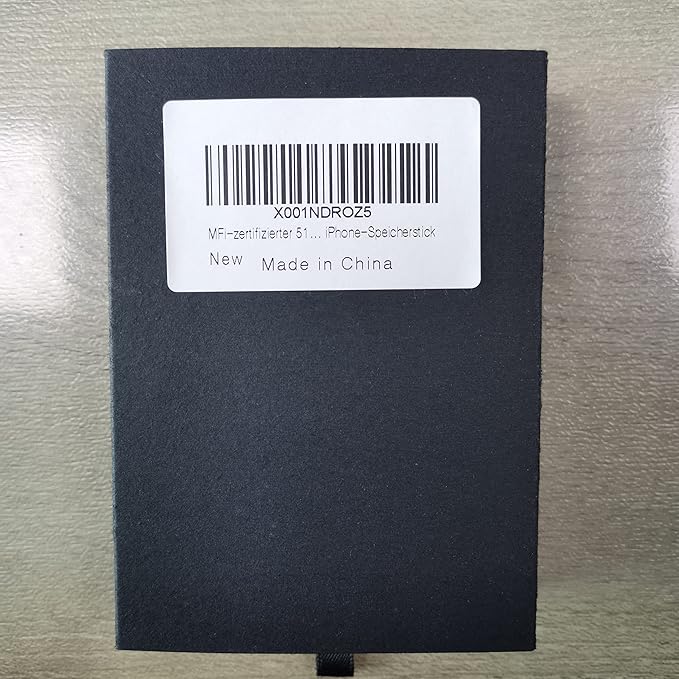 X001NDROZ5
MFi-zertifizierter 51... iPhone-Speicherstick
New Made in China